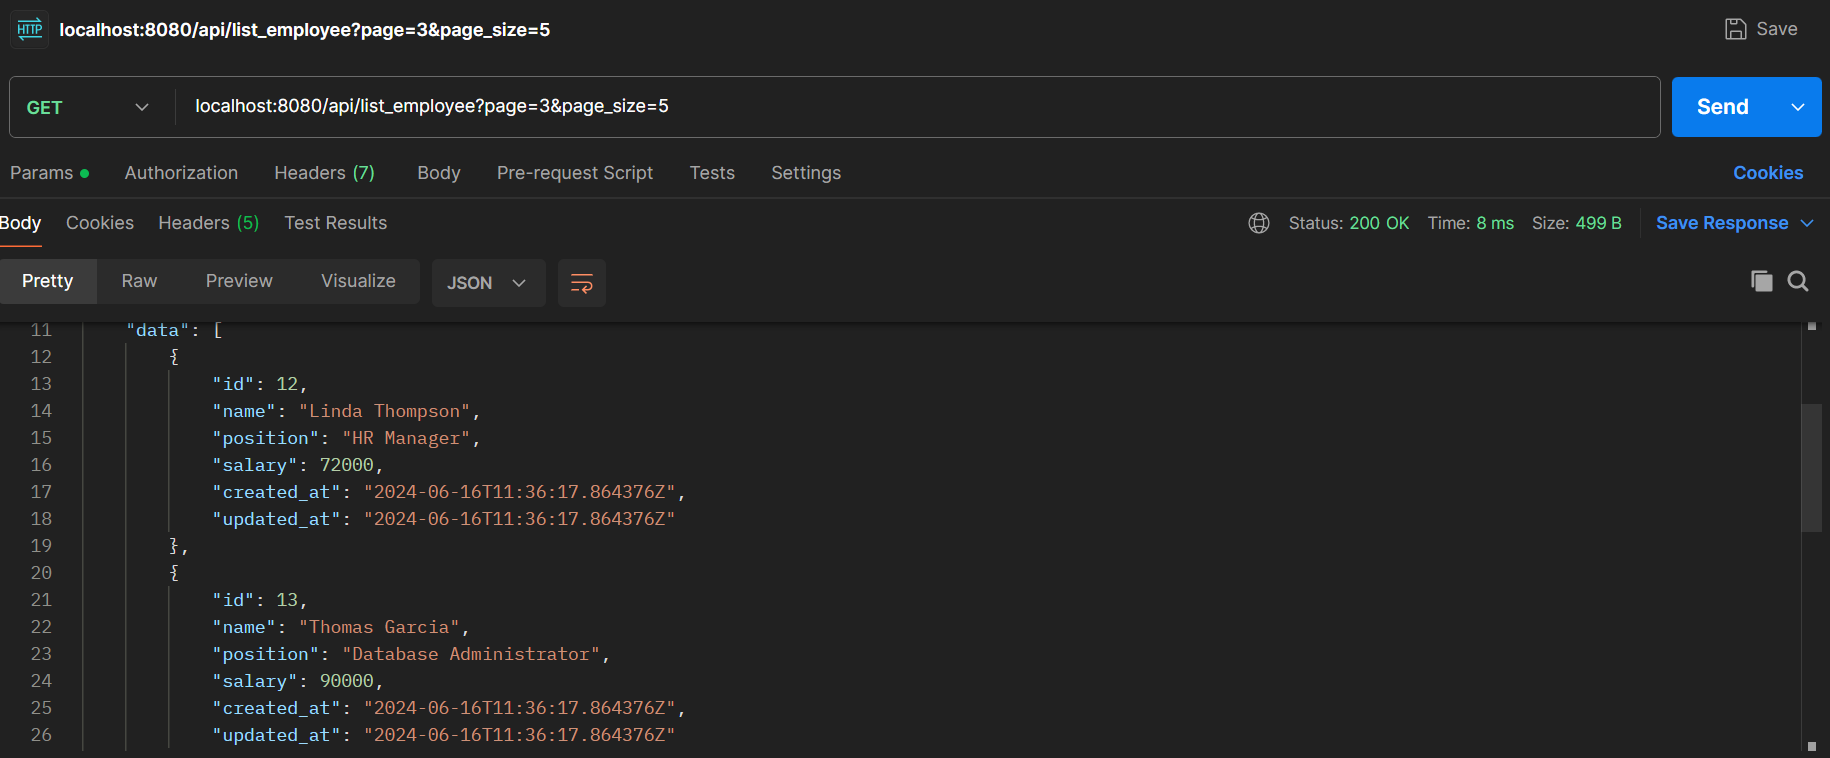 HTTP localhost:8080/api/list_employee?page=3&page_size=5 Save
GET localhost:8080/api/list_employee?page=3&page_size=5 Send
Params Authorization Headers (7) Body Pre-request Script Tests Settings Cookies
Body Cookies Headers (5) Test Results Status: 200 OK Time: 8 ms Size: 499 B Save Response
Pretty Raw Preview Visualize JSON
11 "data": [
12 {
13 "id": 12,
14 "name": "Linda Thompson",
15 "position": "HR Manager",
16 "salary": 72000,
17 "created_at": "2024-06-16T11:36:17.864376Z",
18 "updated_at": "2024-06-16T11:36:17.864376Z"
19 },
20 {
21 "id": 13,
22 "name": "Thomas Garcia",
23 "position": "Database Administrator",
24 "salary": 90000,
25 "created_at": "2024-06-16T11:36:17.864376Z",
26 "updated_at": "2024-06-16T11:36:17.864376Z"